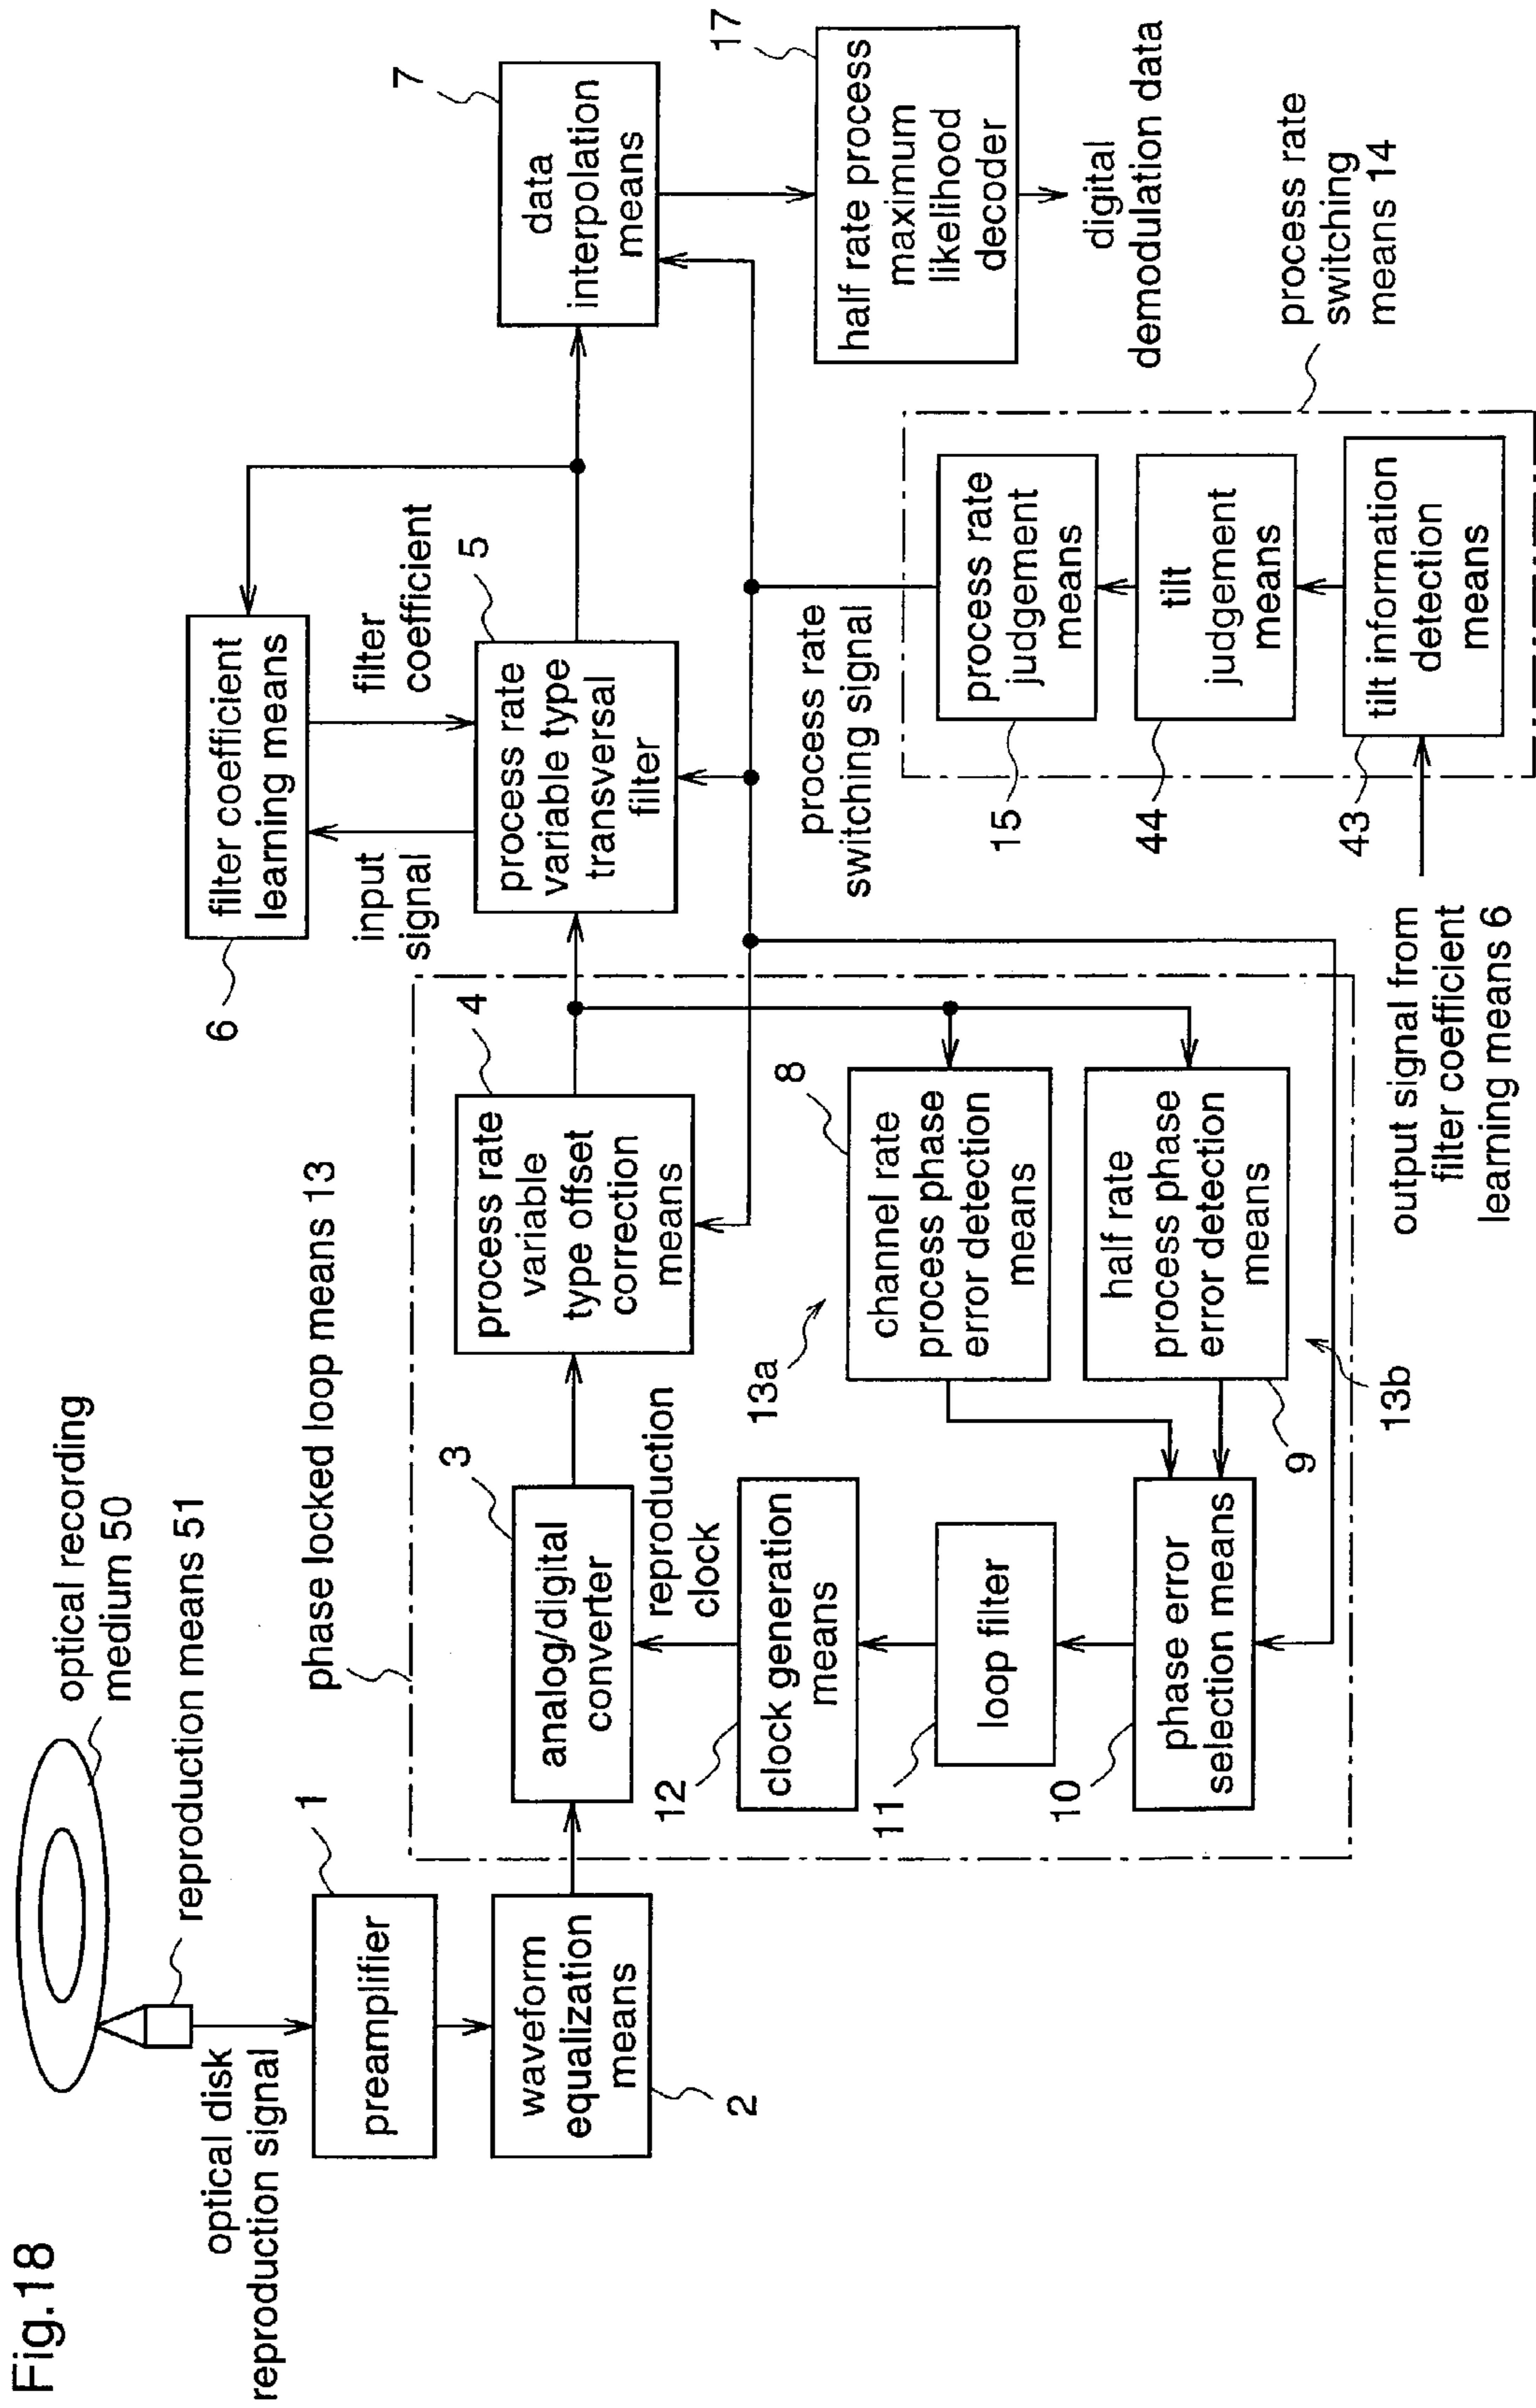 Fig.18
optical recording
medium 50
reproduction means 51
optical disk
reproduction signal
1
preamplifier
waveform
equalization
means
2
phase locked loop means 13
3
analog/digital
converter
reproduction
clock
4
process rate
variable
type offset
correction
means
12
clock generation
means
11
loop filter
10
phase error
selection means
13a
8
channel rate
process phase
error detection
means
half rate
process phase
error detection
means
9
13b
6
filter coefficient
learning means
input
signal
filter
coefficient
5
process rate
variable type
transversal
filter
7
data
interpolation
means
17
half rate process
maximum
likelihood
decoder
digital
demodulation data
process rate
switching signal
process rate
switching
means 14
15
process rate
judgement
means
44
tilt
judgement
means
43
tilt information
detection
means
output signal from
filter coefficient
learning means 6